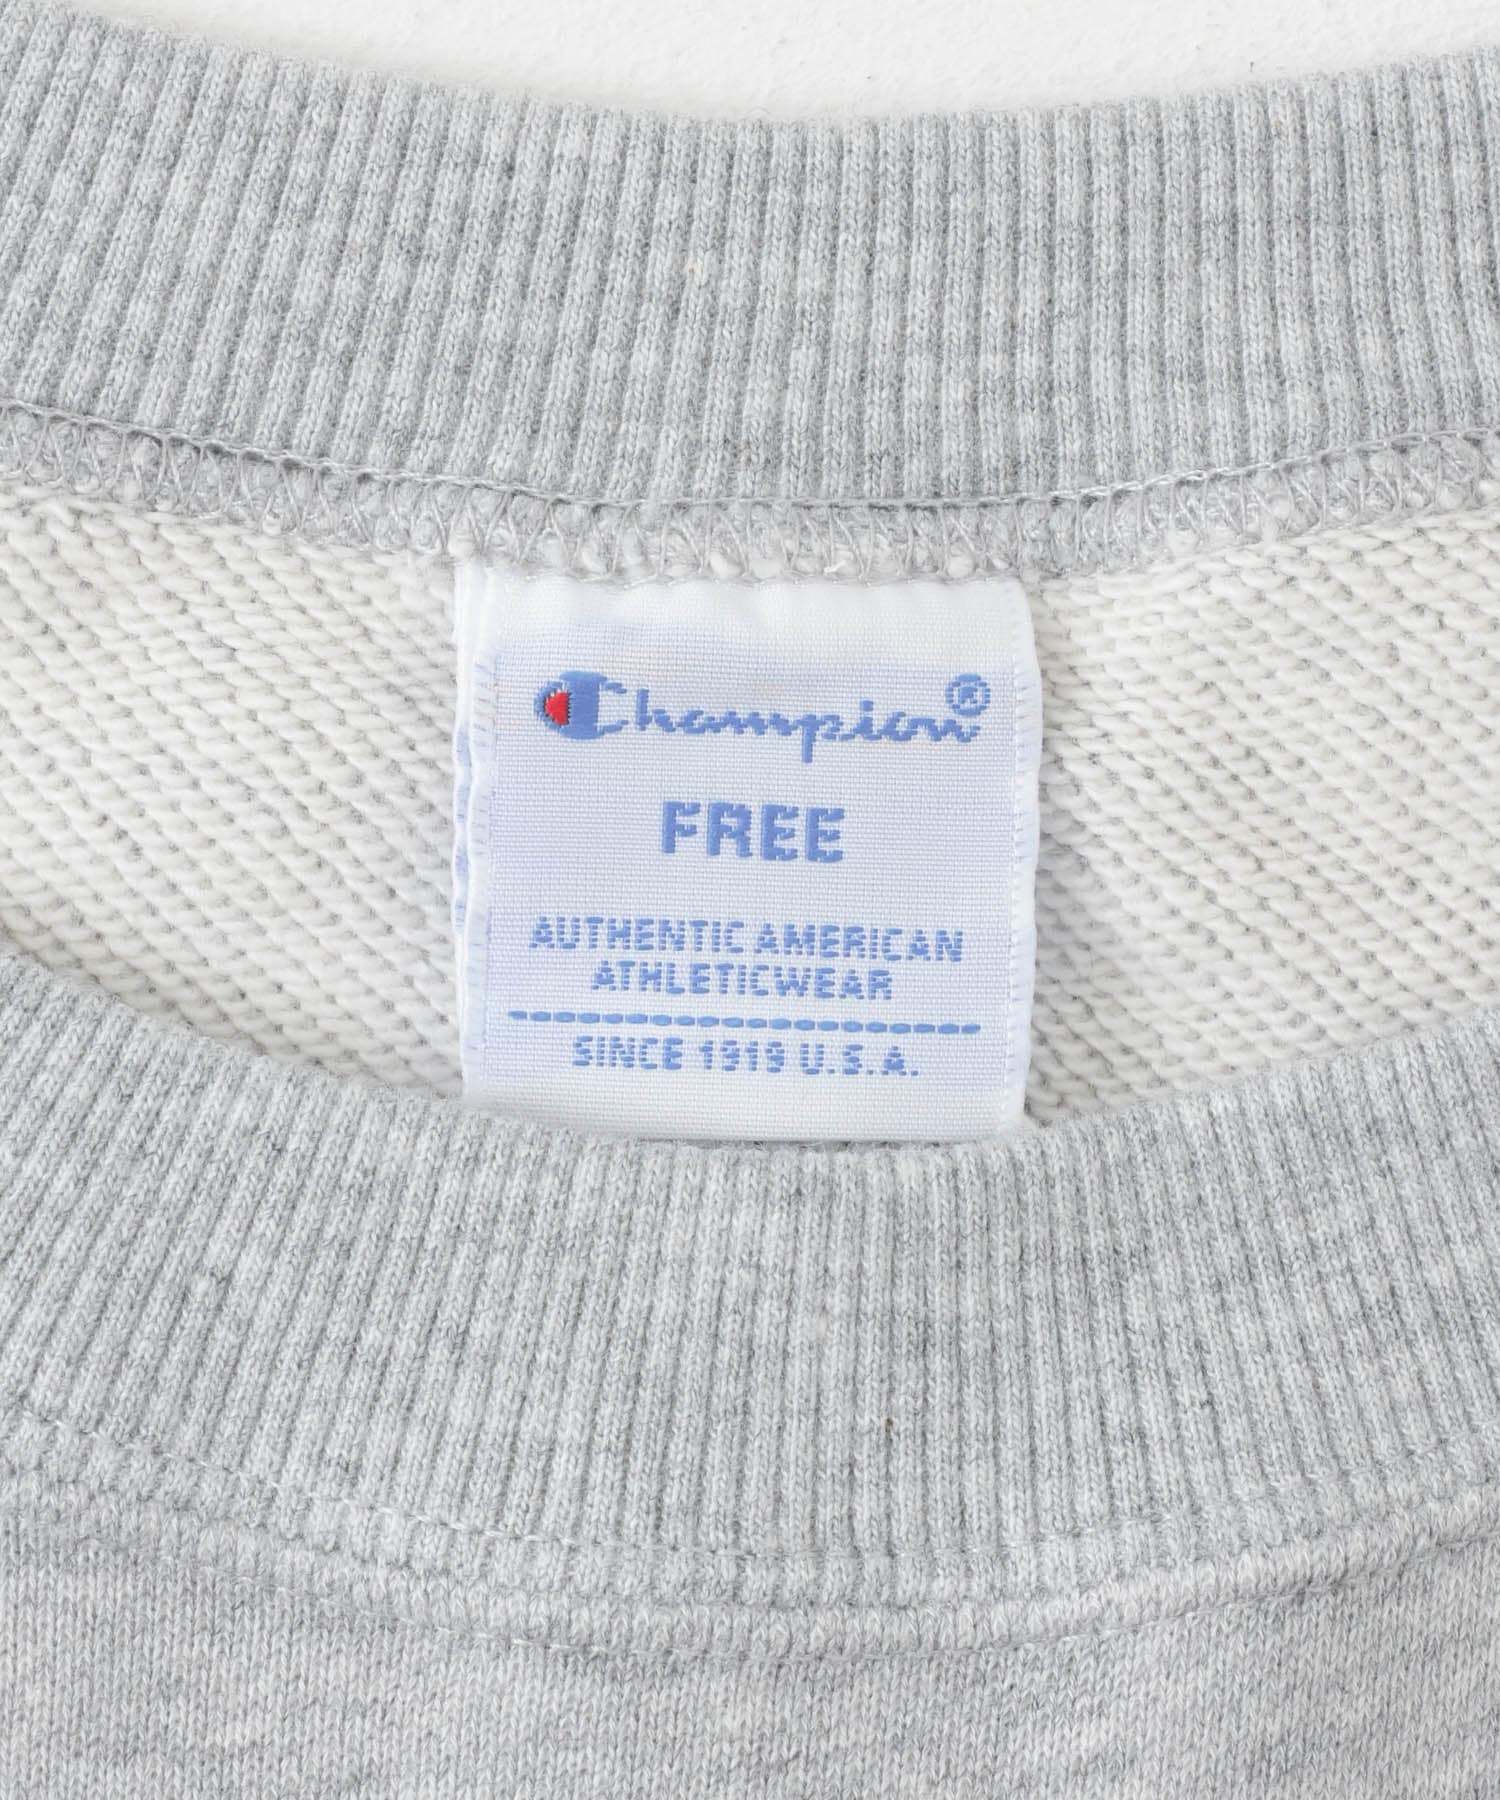 Champion®
FREE
AUTHENTIC AMERICAN
ATHLETICWEAR
SINCE 1919 U.S.A.